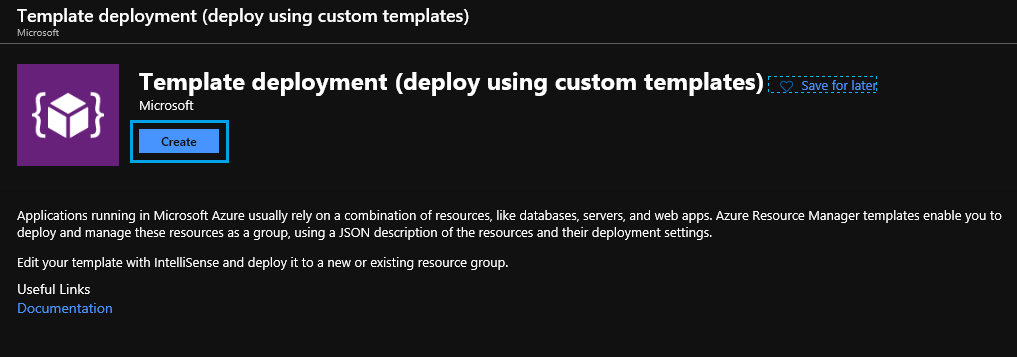 Template deployment (deploy using custom templates)
Microsoft
Template deployment (deploy using custom templates) Save for later
Microsoft
Create
Applications running in Microsoft Azure usually rely on a combination of resources, like databases, servers, and web apps. Azure Resource Manager templates enable you to
deploy and manage these resources as a group, using a JSON description of the resources and their deployment settings.
Edit your template with IntelliSense and deploy it to a new or existing resource group.
Useful Links
Documentation